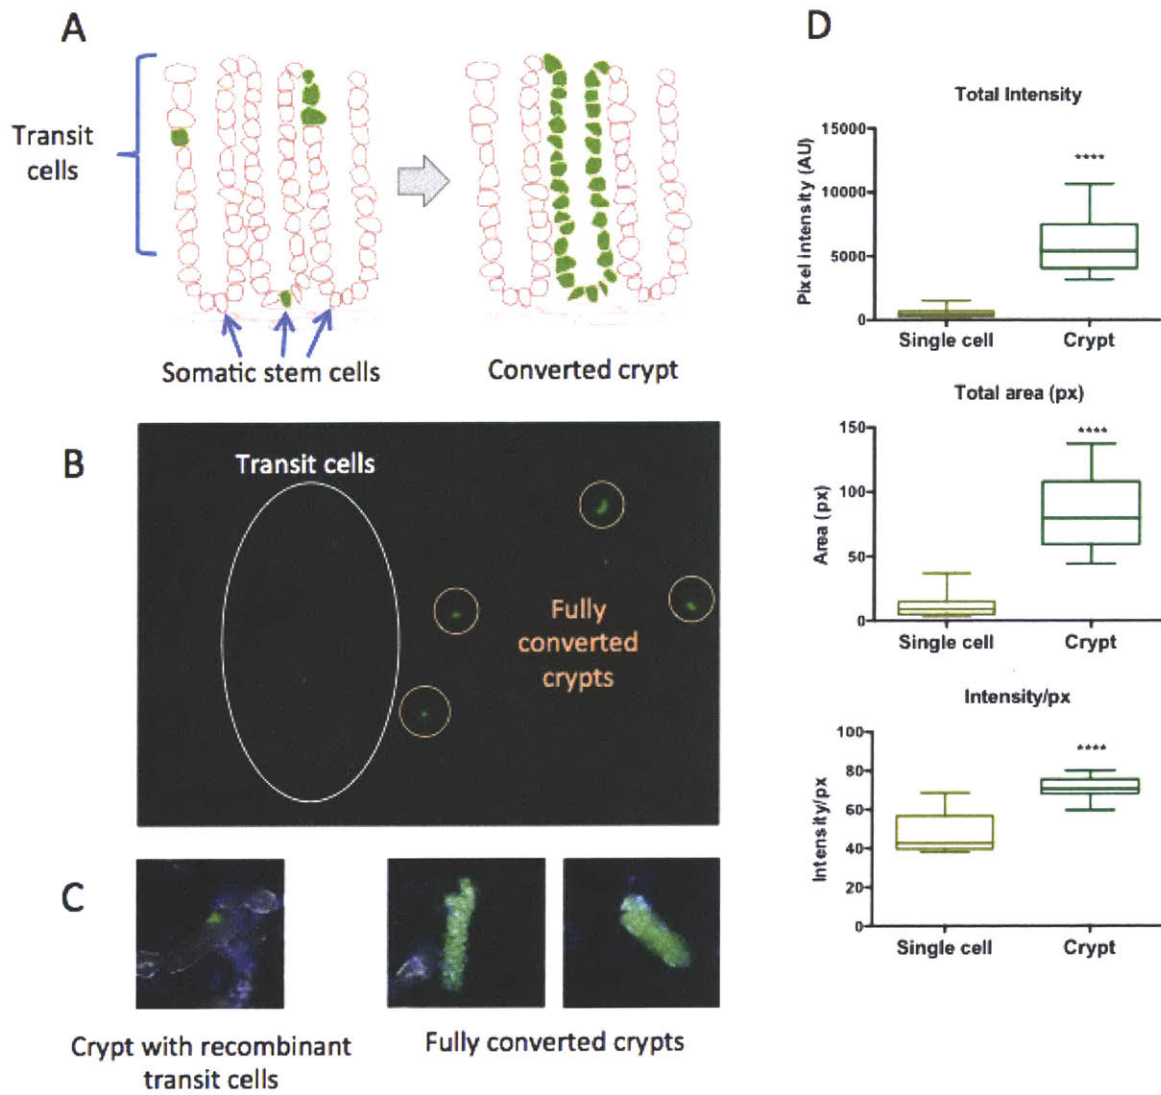 A
Transit
cells
Somatic stem cells
Converted crypt
B
Transit cells
Fully
converted
crypts
C
Crypt with recombinant
transit cells
Fully converted crypts
D
Total Intensity
Pixel intensity (AU)
15000
10000
5000
0
****
Single cell
Crypt
Total area (px)
Area (px)
150
100
50
0
****
Single cell
Crypt
Intensity/px
Intensity/px
100
80
60
40
20
0
****
Single cell
Crypt